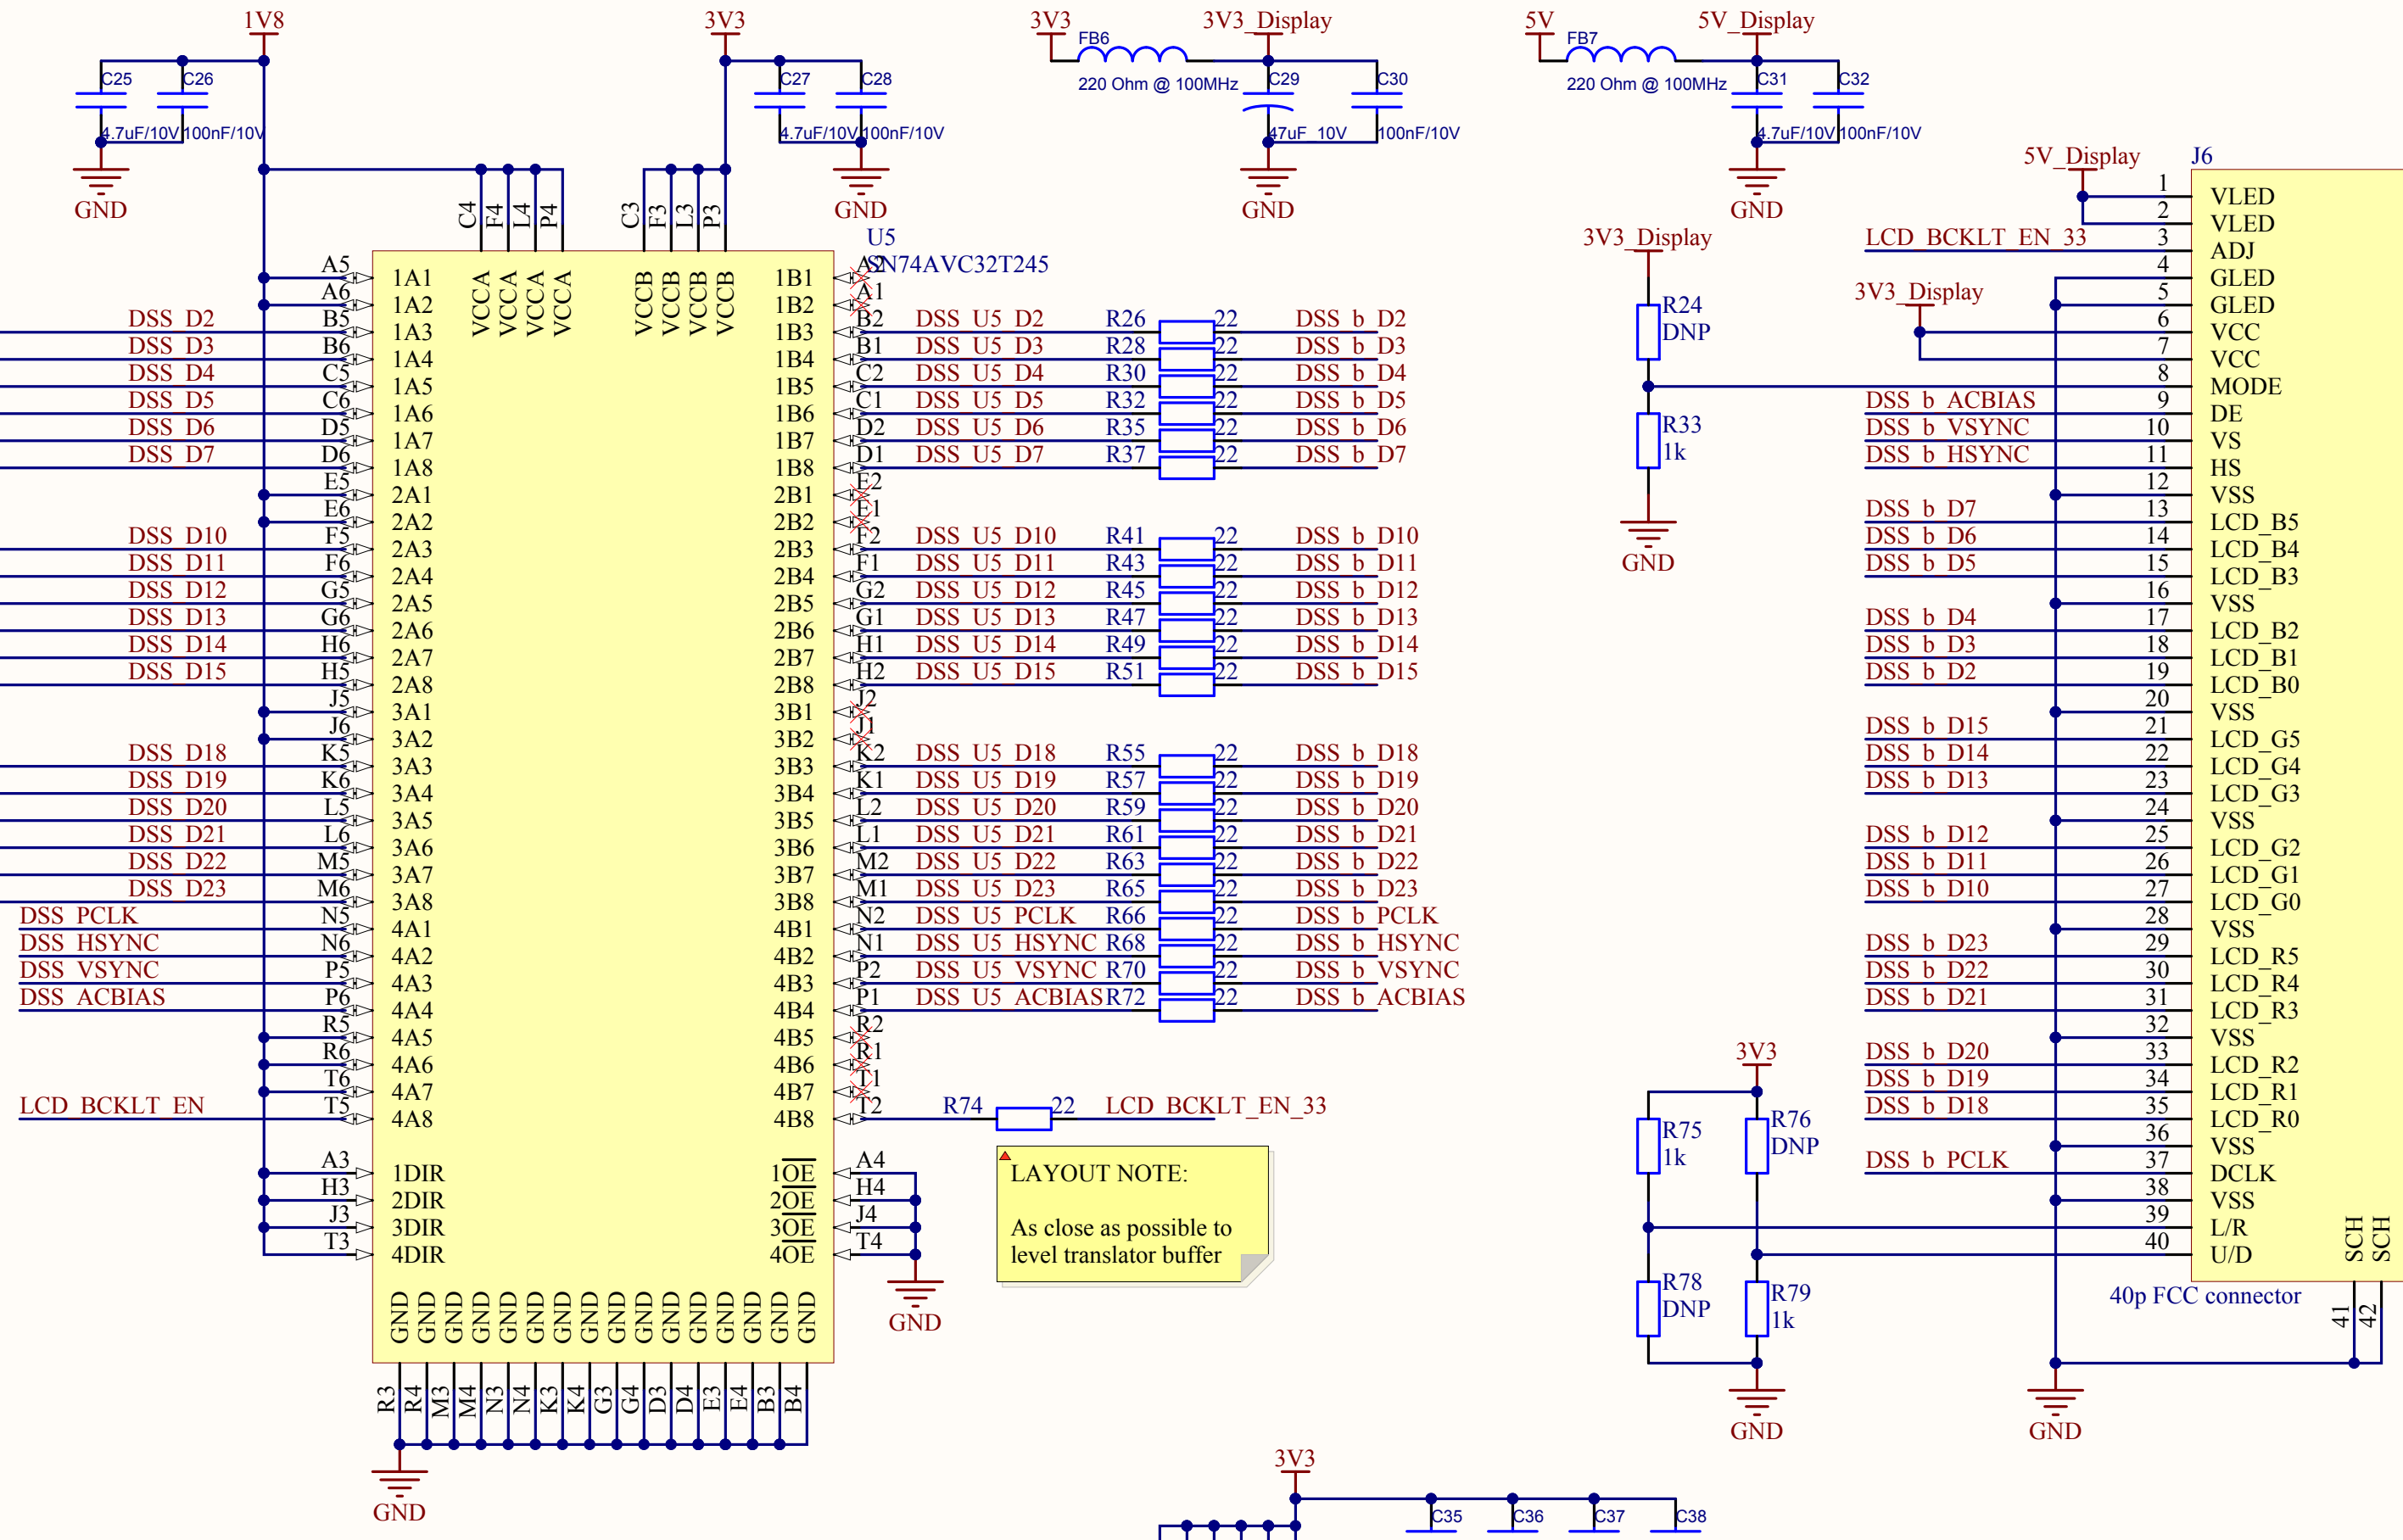 1V8
C25
C26
4.7uF/10V
100nF/10V
GND
3V3
C27
C28
4.7uF/10V
100nF/10V
GND
3V3
FB6
220 Ohm @ 100MHz
3V3_Display
C29
C30
47uF_10V
100nF/10V
GND
5V
FB7
220 Ohm @ 100MHz
5V_Display
C31
C32
4.7uF/10V
100nF/10V
GND
U5
SN74AVC32T245
C4 F4 L4 P4
VCCA VCCA VCCA VCCA
C3 F3 L3 P3
VCCB VCCB VCCB VCCB
A5 1A1 1B1 A2
A6 1A2 1B2 A1
DSS_D2 B5 1A3 1B3 B2 DSS_U5_D2 R26 22 DSS_b_D2
DSS_D3 B6 1A4 1B4 B1 DSS_U5_D3 R28 22 DSS_b_D3
DSS_D4 C5 1A5 1B5 C2 DSS_U5_D4 R30 22 DSS_b_D4
DSS_D5 C6 1A6 1B6 C1 DSS_U5_D5 R32 22 DSS_b_D5
DSS_D6 D5 1A7 1B7 D2 DSS_U5_D6 R35 22 DSS_b_D6
DSS_D7 D6 1A8 1B8 D1 DSS_U5_D7 R37 22 DSS_b_D7
E5 2A1 2B1 E2
E6 2A2 2B2 E1
DSS_D10 F5 2A3 2B3 F2 DSS_U5_D10 R41 22 DSS_b_D10
DSS_D11 F6 2A4 2B4 F1 DSS_U5_D11 R43 22 DSS_b_D11
DSS_D12 G5 2A5 2B5 G2 DSS_U5_D12 R45 22 DSS_b_D12
DSS_D13 G6 2A6 2B6 G1 DSS_U5_D13 R47 22 DSS_b_D13
DSS_D14 H6 2A7 2B7 H1 DSS_U5_D14 R49 22 DSS_b_D14
DSS_D15 H5 2A8 2B8 H2 DSS_U5_D15 R51 22 DSS_b_D15
J5 3A1 3B1 J2
J6 3A2 3B2 J1
DSS_D18 K5 3A3 3B3 K2 DSS_U5_D18 R55 22 DSS_b_D18
DSS_D19 K6 3A4 3B4 K1 DSS_U5_D19 R57 22 DSS_b_D19
DSS_D20 L5 3A5 3B5 L2 DSS_U5_D20 R59 22 DSS_b_D20
DSS_D21 L6 3A6 3B6 L1 DSS_U5_D21 R61 22 DSS_b_D21
DSS_D22 M5 3A7 3B7 M2 DSS_U5_D22 R63 22 DSS_b_D22
DSS_D23 M6 3A8 3B8 M1 DSS_U5_D23 R65 22 DSS_b_D23
DSS_PCLK N5 4A1 4B1 N2 DSS_U5_PCLK R66 22 DSS_b_PCLK
DSS_HSYNC N6 4A2 4B2 N1 DSS_U5_HSYNC R68 22 DSS_b_HSYNC
DSS_VSYNC P5 4A3 4B3 P2 DSS_U5_VSYNC R70 22 DSS_b_VSYNC
DSS_ACBIAS P6 4A4 4B4 P1 DSS_U5_ACBIAS R72 22 DSS_b_ACBIAS
R5 4A5 4B5 R2
R6 4A6 4B6 R1
T6 4A7 4B7 T1
LCD_BCKLT_EN T5 4A8 4B8 T2 R74 22 LCD_BCKLT_EN_33
A3 1DIR 1OE A4
H3 2DIR 2OE H4
J3 3DIR 3OE J4
T3 4DIR 4OE T4
GND
GND GND GND GND GND GND GND GND GND GND GND GND GND GND GND GND
R3 R4 M3 M4 N3 N4 K3 K4 G3 G4 D3 D4 E3 E4 B3 B4
GND
LAYOUT NOTE:
As close as possible to
level translator buffer
3V3_Display
R24
DNP
R33
1k
GND
3V3
R75
1k
R76
DNP
R78
DNP
R79
1k
GND
J6
5V_Display
3V3_Display
1 VLED
2 VLED
LCD_BCKLT_EN_33 3 ADJ
4 GLED
5 GLED
6 VCC
7 VCC
8 MODE
DSS_b_ACBIAS 9 DE
DSS_b_VSYNC 10 VS
DSS_b_HSYNC 11 HS
12 VSS
DSS_b_D7 13 LCD_B5
DSS_b_D6 14 LCD_B4
DSS_b_D5 15 LCD_B3
16 VSS
DSS_b_D4 17 LCD_B2
DSS_b_D3 18 LCD_B1
DSS_b_D2 19 LCD_B0
20 VSS
DSS_b_D15 21 LCD_G5
DSS_b_D14 22 LCD_G4
DSS_b_D13 23 LCD_G3
24 VSS
DSS_b_D12 25 LCD_G2
DSS_b_D11 26 LCD_G1
DSS_b_D10 27 LCD_G0
28 VSS
DSS_b_D23 29 LCD_R5
DSS_b_D22 30 LCD_R4
DSS_b_D21 31 LCD_R3
32 VSS
DSS_b_D20 33 LCD_R2
DSS_b_D19 34 LCD_R1
DSS_b_D18 35 LCD_R0
36 VSS
DSS_b_PCLK 37 DCLK
38 VSS
39 L/R
40 U/D
SCH SCH
41 42
40p FCC connector
GND
3V3
C35 C36 C37 C38